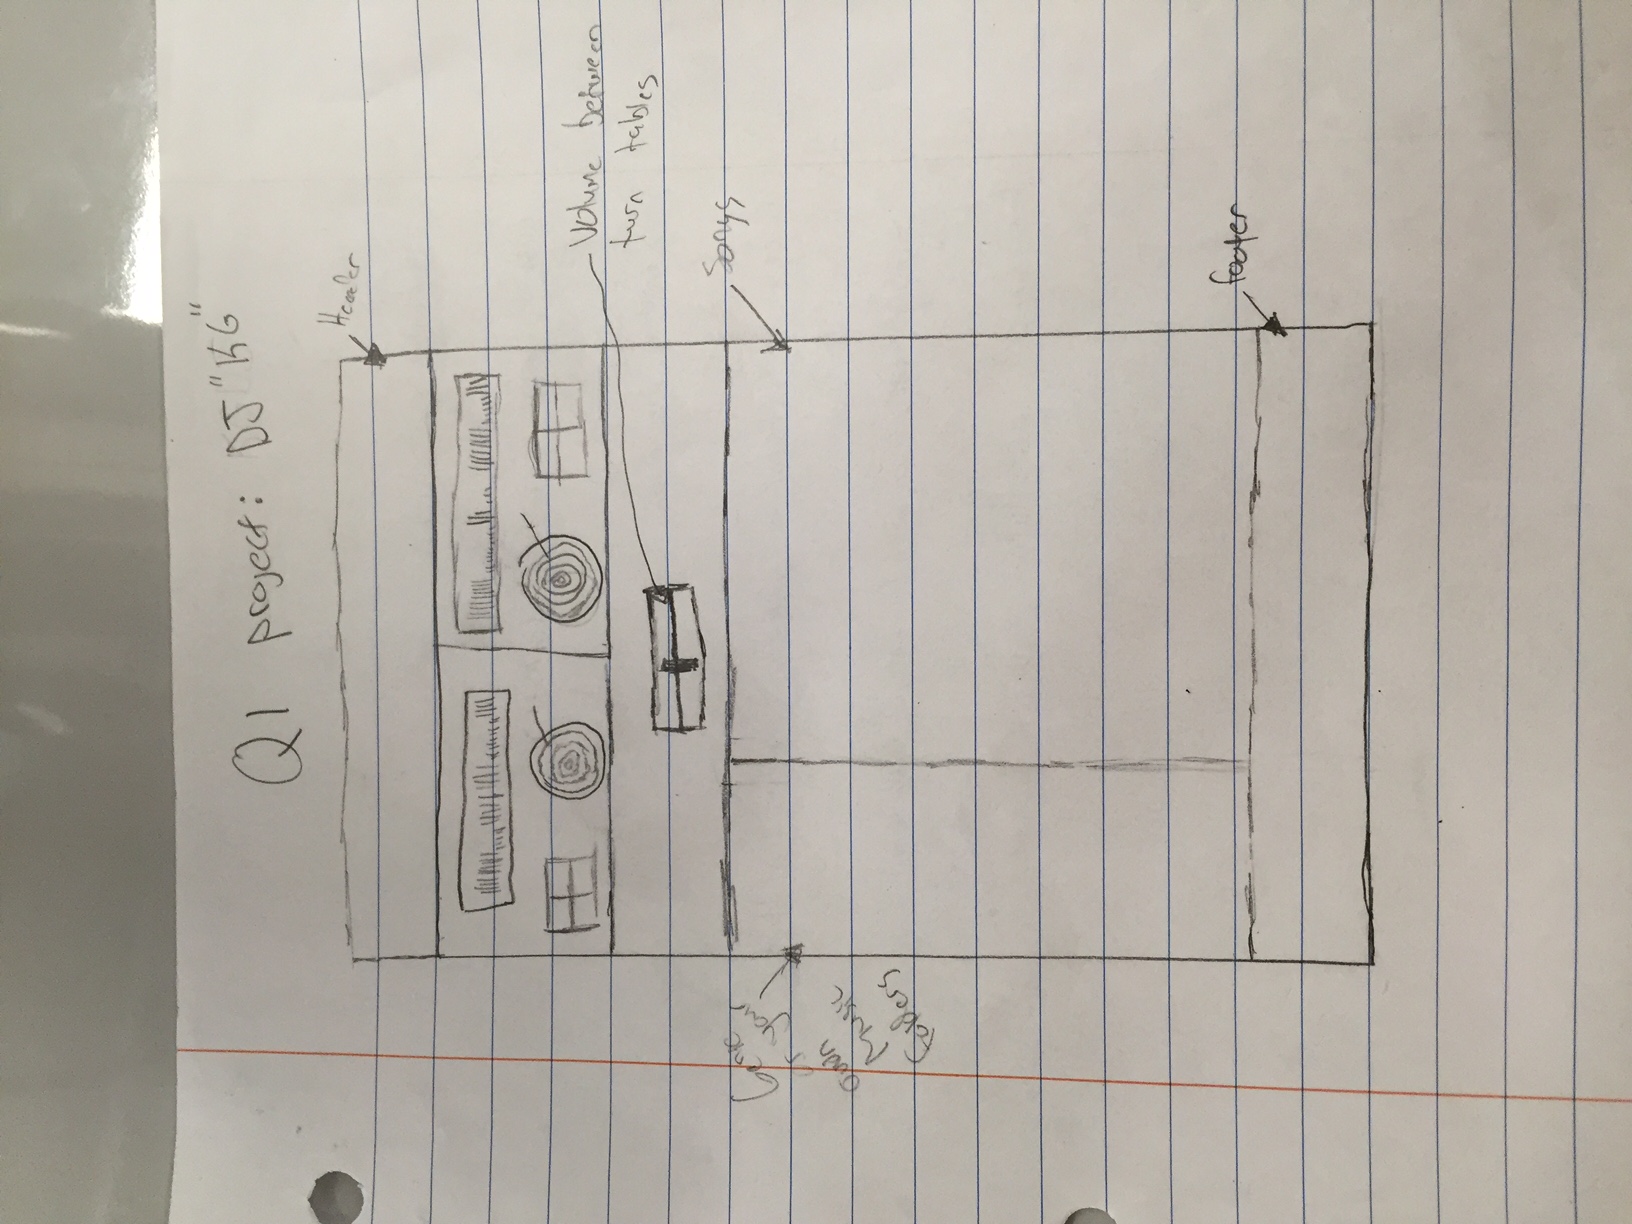 Q1 project: DJ "KG"
Header
Volume between
turn tables
Songs
Genre
or your
own
Music
folders
footer